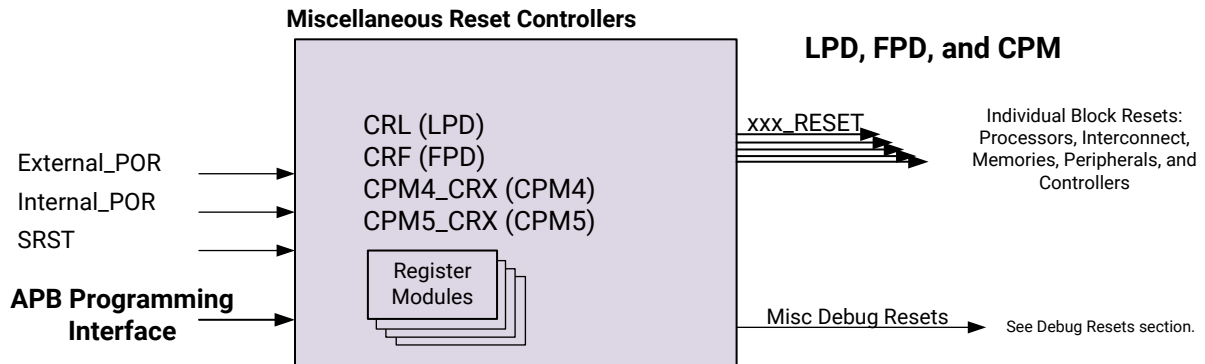 Miscellaneous Reset Controllers
LPD, FPD, and CPM
CRL (LPD)
CRF (FPD)
CPM4_CRX (CPM4)
CPM5_CRX (CPM5)
xxx_RESET
Individual Block Resets:
Processors, Interconnect,
Memories, Peripherals, and
Controllers
External_POR
Internal_POR
SRST
APB Programming
Interface
Register
Modules
Misc Debug Resets
See Debug Resets section.